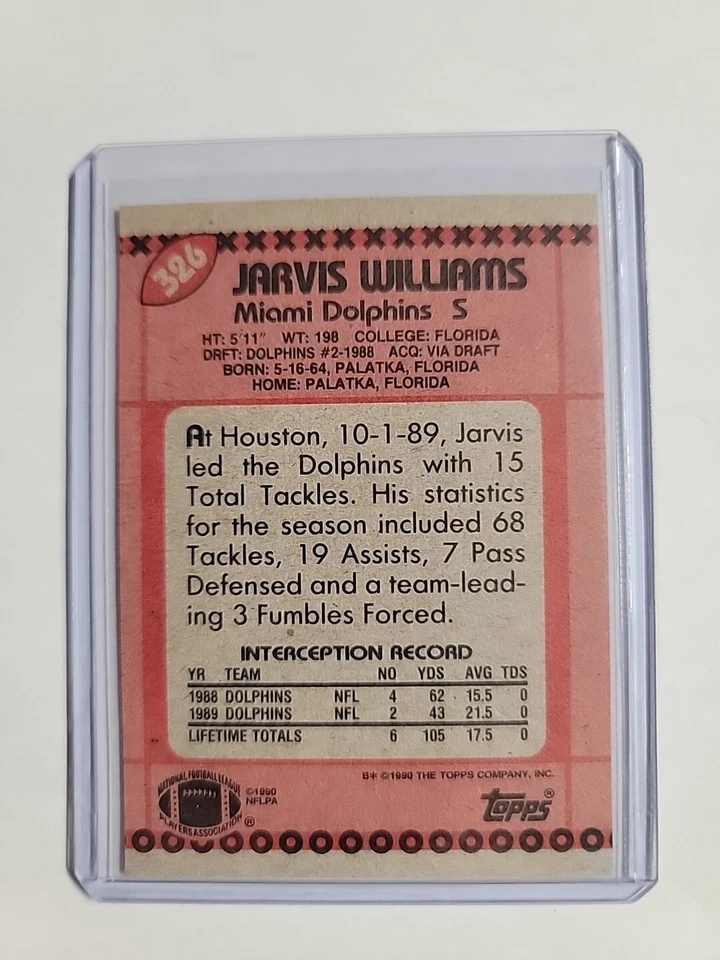 326
JARVIS WILLIAMS
Miami Dolphins S
HT: 5'11" WT: 198 COLLEGE: FLORIDA
DRFT: DOLPHINS #2-1988 ACQ: VIA DRAFT
BORN: 5-16-64, PALATKA, FLORIDA
HOME: PALATKA, FLORIDA
At Houston, 10-1-89, Jarvis
led the Dolphins with 15
Total Tackles. His statistics
for the season included 68
Tackles, 19 Assists, 7 Pass
Defensed and a team-lead-
ing 3 Fumbles Forced.
INTERCEPTION RECORD
YR TEAM NO YDS AVG TDS
1988 DOLPHINS NFL 4 62 15.5 0
1989 DOLPHINS NFL 2 43 21.5 0
LIFETIME TOTALS 6 105 17.5 0
B* ©1990 THE TOPPS COMPANY, INC.
NATIONAL FOOTBALL LEAGUE
PLAYERS ASSOCIATION ®
©1990
NFLPA
Topps ®